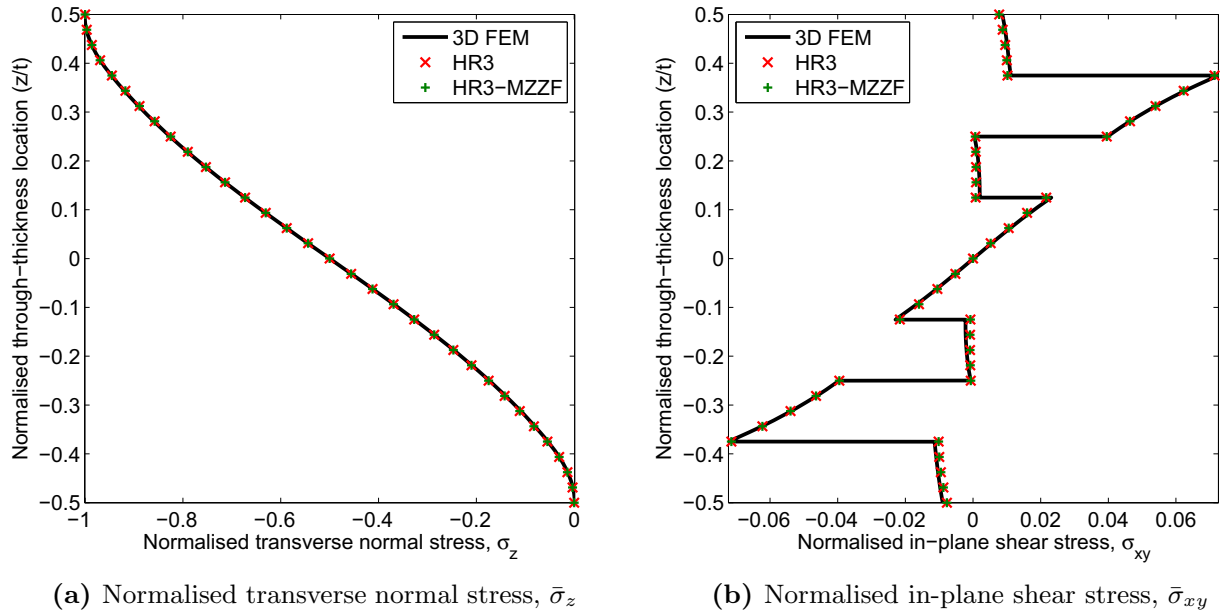 0.5
0.4
0.3
0.2
0.1
0
−0.1
−0.2
−0.3
−0.4
−0.5
Normalised through−thickness location (z/t)
−1
−0.8
−0.6
−0.4
−0.2
0
Normalised transverse normal stress, σz
3D FEM
HR3
HR3−MZZF
(a) Normalised transverse normal stress, σ̄z
0.5
0.4
0.3
0.2
0.1
0
−0.1
−0.2
−0.3
−0.4
−0.5
Normalised through−thickness location (z/t)
−0.06
−0.04
−0.02
0
0.02
0.04
0.06
Normalised in−plane shear stress, σxy
3D FEM
HR3
HR3−MZZF
(b) Normalised in-plane shear stress, σ̄xy